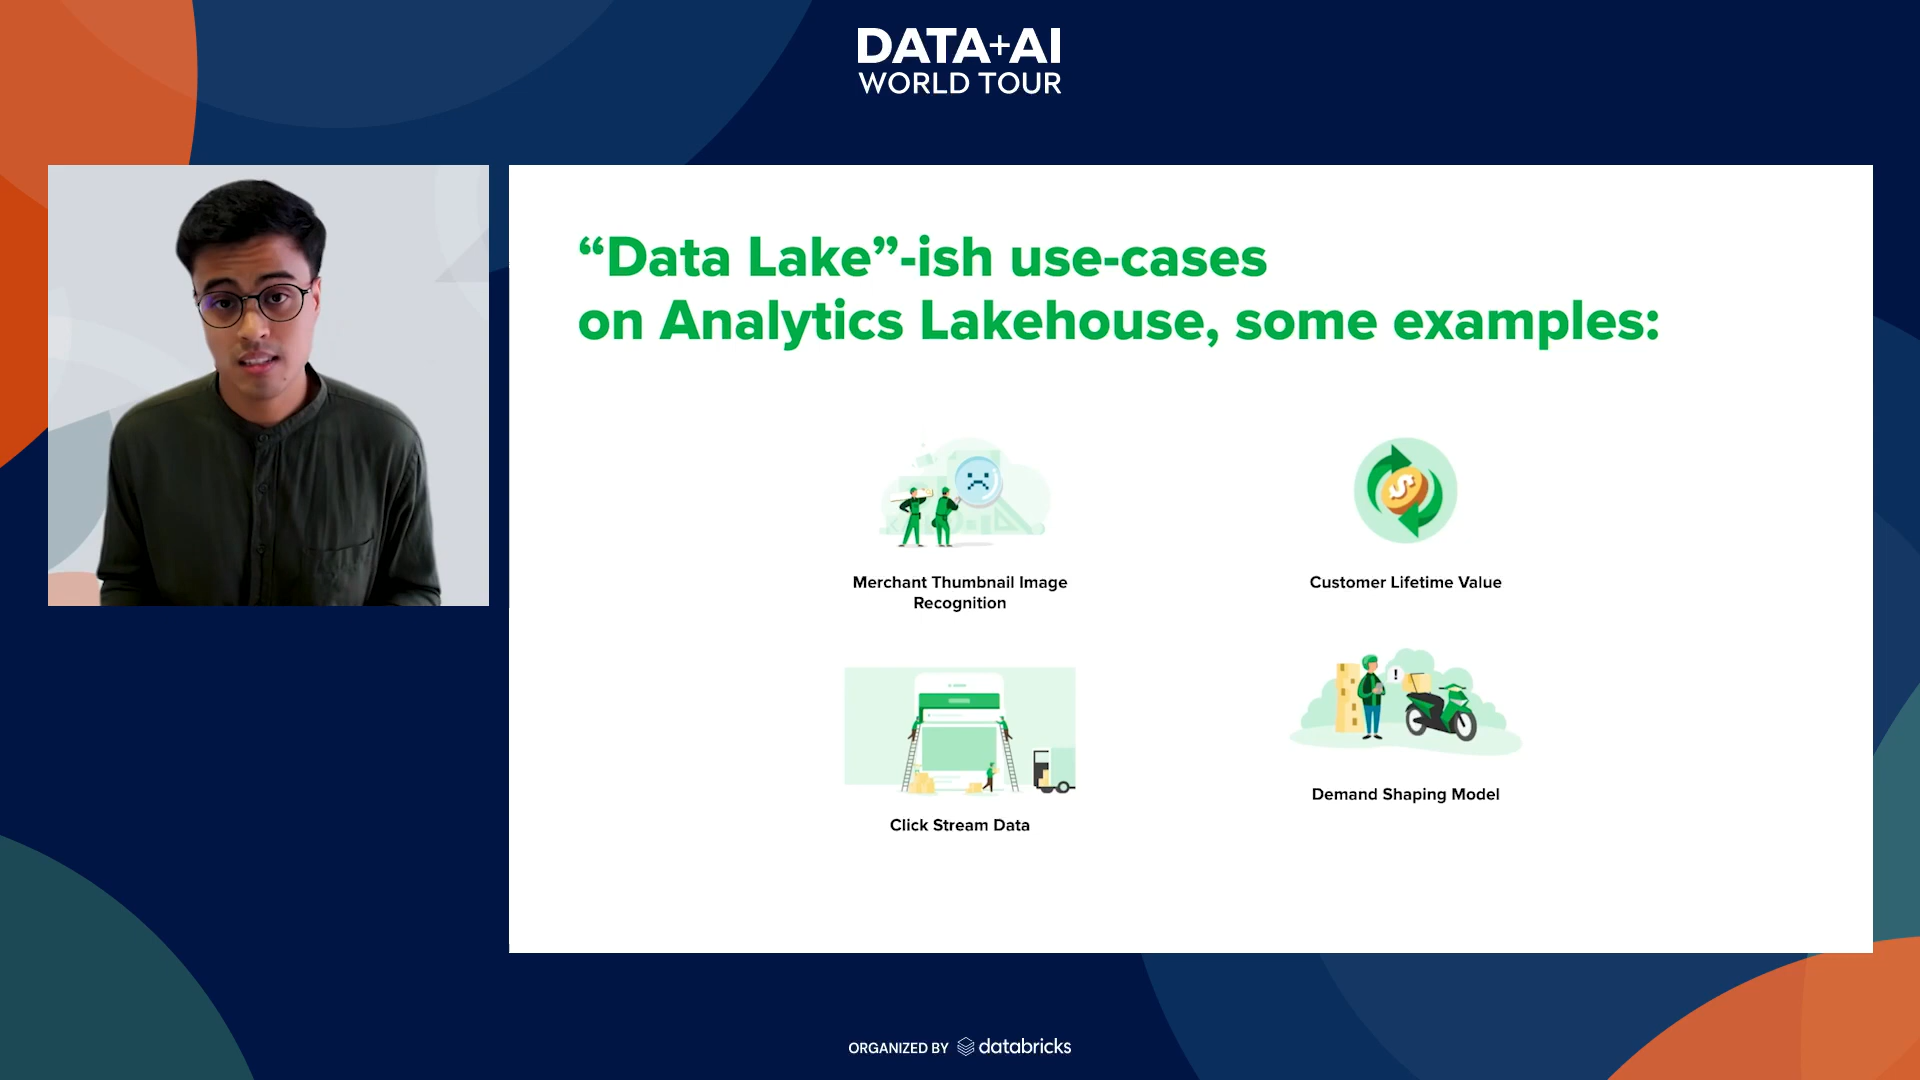 DATA+AI
WORLD TOUR
“Data Lake”-ish use-cases
on Analytics Lakehouse, some examples:
Merchant Thumbnail Image
Recognition
Customer Lifetime Value
Click Stream Data
Demand Shaping Model
ORGANIZED BY databricks